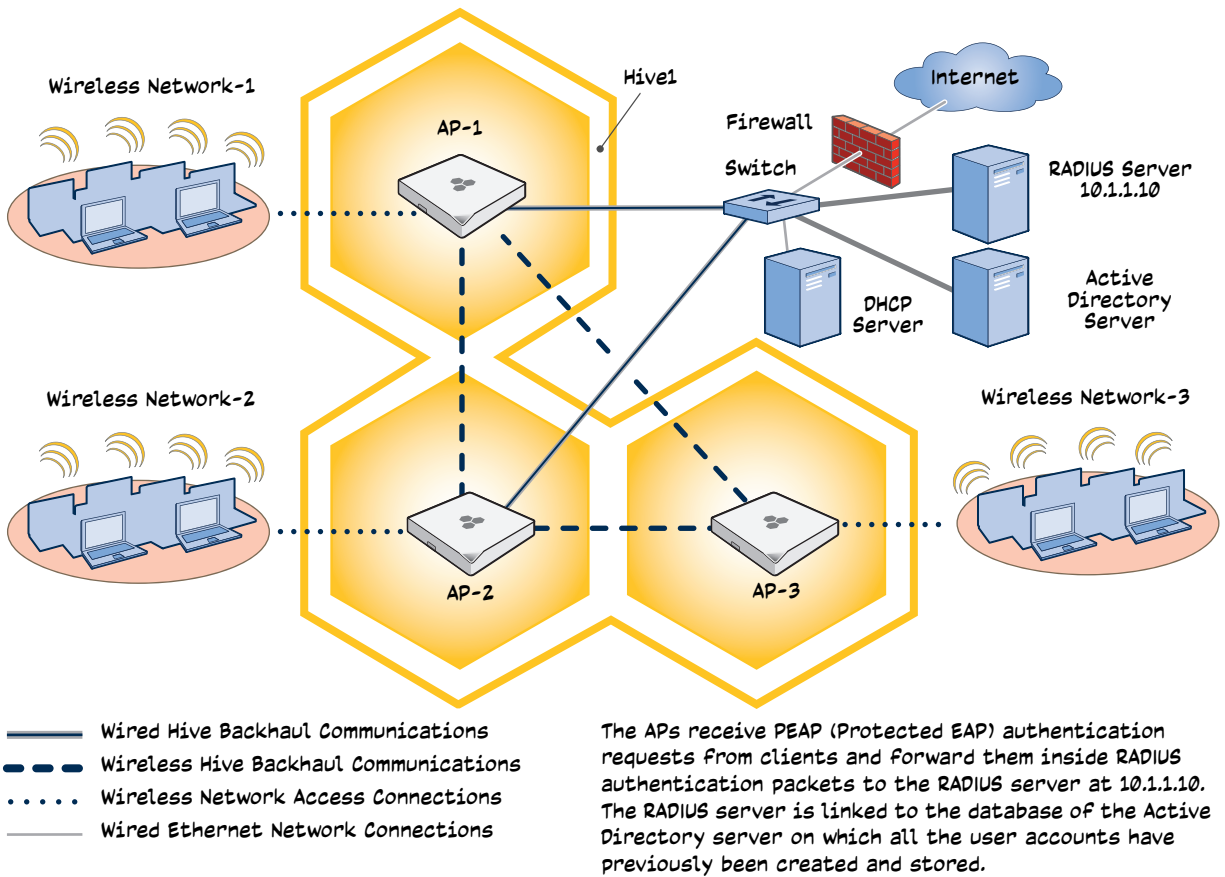 Wireless Network-1
AP-1
Hive1
Internet
Firewall
Switch
RADIUS Server
10.1.1.10
DHCP
Server
Active
Directory
Server
Wireless Network-2
Wireless Network-3
AP-2
AP-3
Wired Hive Backhaul Communications
Wireless Hive Backhaul Communications
Wireless Network Access Connections
Wired Ethernet Network Connections
The APs receive PEAP (Protected EAP) authentication
requests from clients and forward them inside RADIUS
authentication packets to the RADIUS server at 10.1.1.10.
The RADIUS server is linked to the database of the Active
Directory server on which all the user accounts have
previously been created and stored.